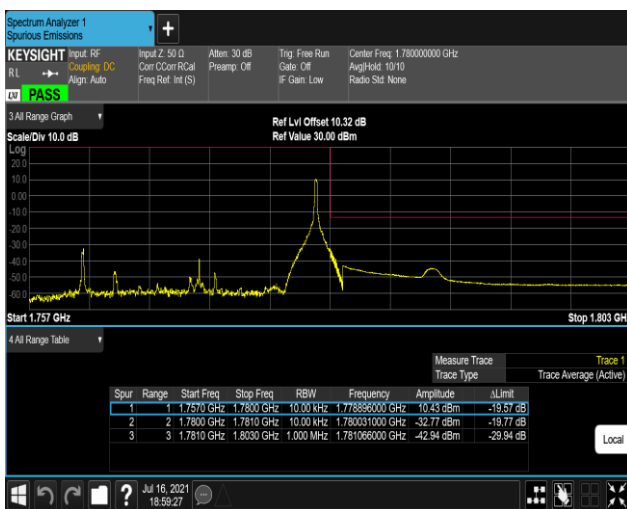 Spectrum Analyzer 1
Spurious Emissions
KEYSIGHT Input: RF Input Z: 50 Ω Atten: 30 dB Trig: Free Run Center Freq: 1.780000000 GHz
RL Coupling: DC Corr CCorr RCal Preamp: Off Gate: Off Avg|Hold: 10/10
Align: Auto Freq Ref: Int (S) IF Gain: Low Radio Std: None
LXI PASS
3 All Range Graph
Ref Lvl Offset 10.32 dB
Scale/Div 10.0 dB Ref Value 30.00 dBm
Log
20.0
10.0
0.00
-10.0
-20.0
-30.0
-40.0
-50.0
-60.0
Start 1.757 GHz Stop 1.803 GH
4 All Range Table
Measure Trace Trace 1
Trace Type Trace Average (Active)
Spur Range Start Freq Stop Freq RBW Frequency Amplitude ΔLimit
1 1 1.7570 GHz 1.7800 GHz 10.00 kHz 1.778896000 GHz 10.43 dBm -19.57 dB
2 2 1.7800 GHz 1.7810 GHz 10.00 kHz 1.780031000 GHz -32.77 dBm -19.77 dB
3 3 1.7810 GHz 1.8030 GHz 1.000 MHz 1.781066000 GHz -42.94 dBm -29.94 dB
Local
? Jul 16, 2021
18:59:27